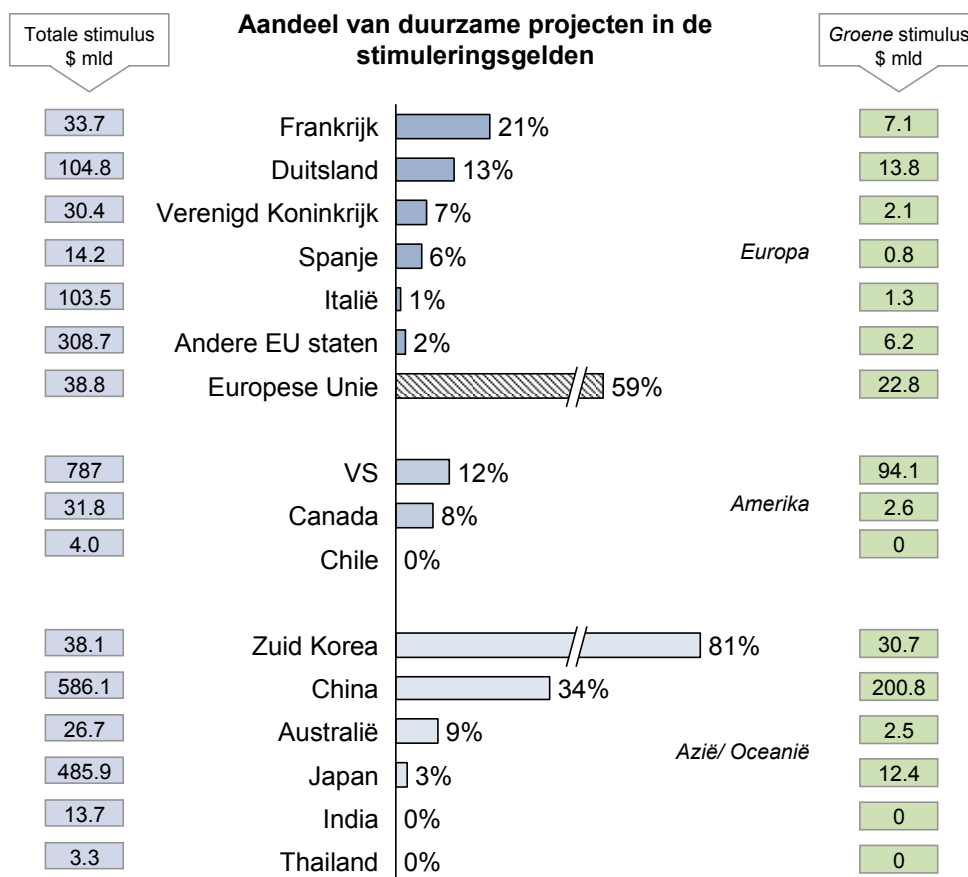 Totale stimulus
$ mld
Aandeel van duurzame projecten in de
stimuleringsgelden
Groene stimulus
$ mld
33.7 Frankrijk 21% 7.1
104.8 Duitsland 13% 13.8
30.4 Verenigd Koninkrijk 7% 2.1
14.2 Spanje 6% Europa 0.8
103.5 Italië 1% 1.3
308.7 Andere EU staten 2% 6.2
38.8 Europese Unie 59% 22.8
787 VS 12% 94.1
31.8 Canada 8% Amerika 2.6
4.0 Chile 0% 0
38.1 Zuid Korea 81% 30.7
586.1 China 34% 200.8
26.7 Australië 9% 2.5
485.9 Japan 3% Azië/ Oceanië 12.4
13.7 India 0% 0
3.3 Thailand 0% 0